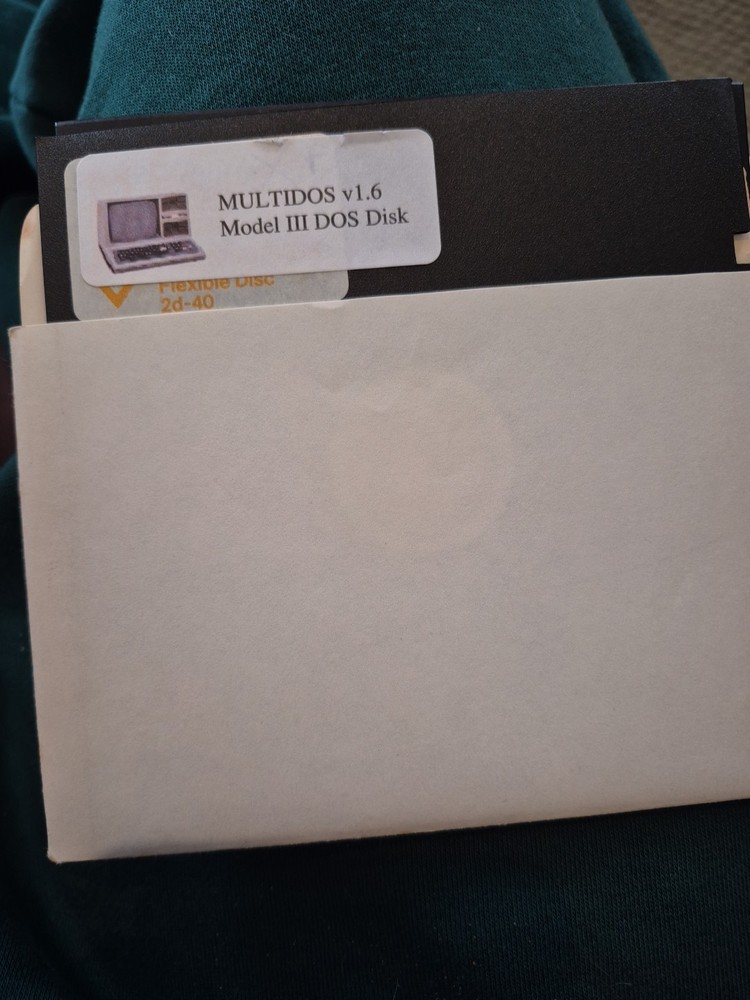 MULTIDOS v1.6
Model III DOS Disk
Flexible Disc
2d-40